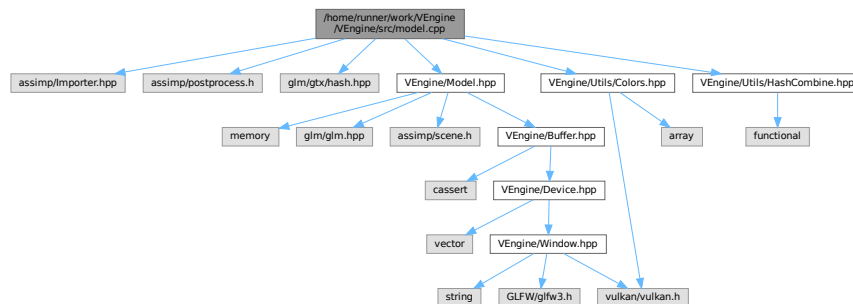 /home/runner/work/VEngine
/VEngine/src/model.cpp
assimp/Importer.hpp
assimp/postprocess.h
glm/gtx/hash.hpp
VEngine/Model.hpp
VEngine/Utils/Colors.hpp
VEngine/Utils/HashCombine.hpp
memory
glm/glm.hpp
assimp/scene.h
VEngine/Buffer.hpp
array
functional
cassert
VEngine/Device.hpp
vector
VEngine/Window.hpp
string
GLFW/glfw3.h
vulkan/vulkan.h